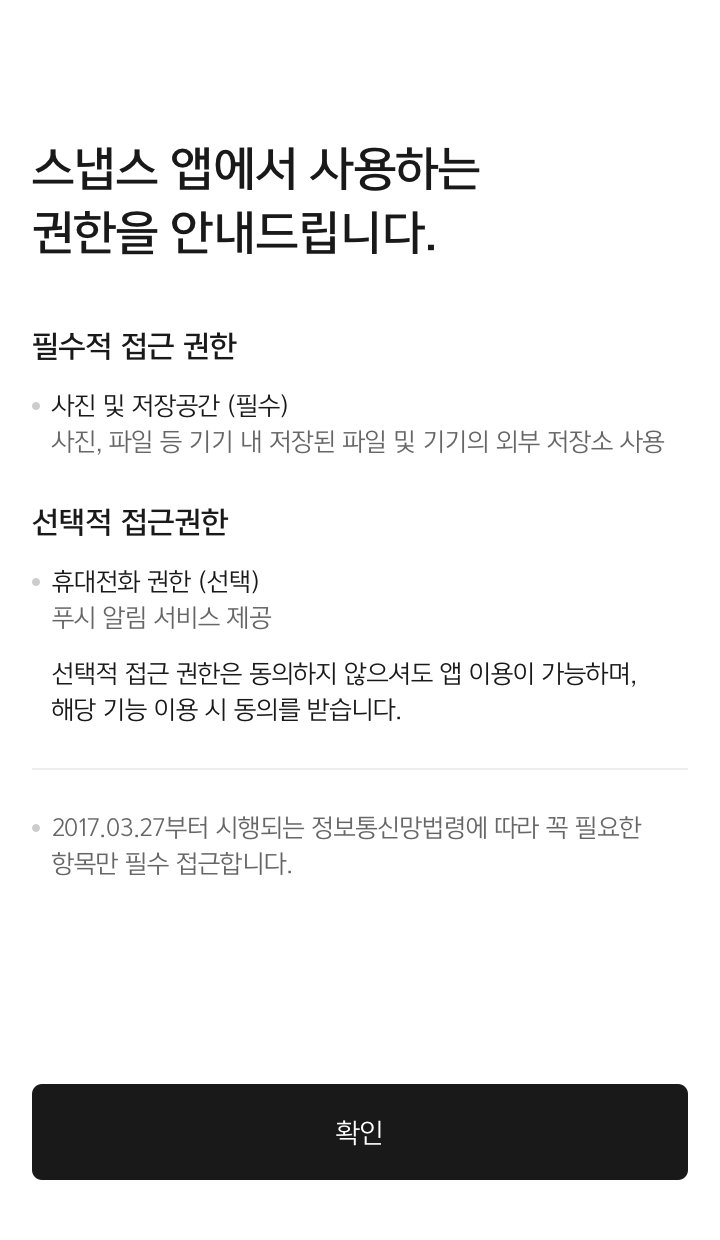 스냅스 앱에서 사용하는
권한을 안내드립니다.
필수적 접근 권한
사진 및 저장공간 (필수)
사진, 파일 등 기기 내 저장된 파일 및 기기의 외부 저장소 사용
선택적 접근권한
휴대전화 권한 (선택)
푸시 알림 서비스 제공
선택적 접근 권한은 동의하지 않으셔도 앱 이용이 가능하며,
해당 기능 이용 시 동의를 받습니다.
2017.03.27부터 시행되는 정보통신망법령에 따라 꼭 필요한
항목만 필수 접근합니다.
확인